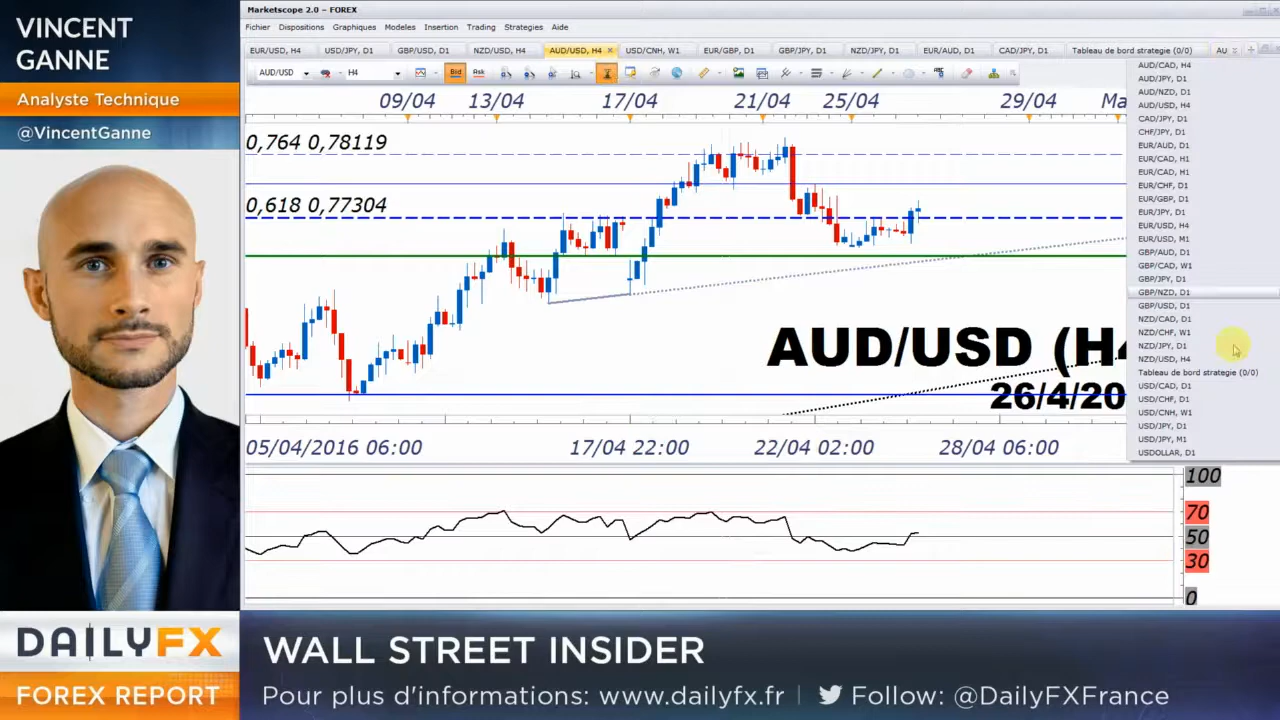 VINCENT
GANNE
Analyste Technique
@VincentGanne
Marketscope 2.0 – FOREX
Fichier Dispositions Graphiques Modeles Insertion Trading Strategies Aide
EUR/USD, H4 USD/JPY, D1 GBP/USD, D1 NZD/USD, H4 AUD/USD, H4 USD/CNH, W1 EUR/GBP, D1 GBP/JPY, D1 NZD/JPY, D1 EUR/AUD, D1 CAD/JPY, D1 Tableau de bord strategie (0/0) AU
AUD/USD H4 Bid Ask
09/04 13/04 17/04 21/04 25/04 29/04 Ma
0,764 0,78119
0,618 0,77304
AUD/USD (H4
26/4/20
05/04/2016 06:00 17/04 22:00 22/04 02:00 28/04 06:00
AUD/CAD, H4
AUD/JPY, D1
AUD/NZD, D1
AUD/USD, H4
CAD/JPY, D1
CHF/JPY, D1
EUR/AUD, D1
EUR/CAD, H1
EUR/CAD, H1
EUR/CHF, D1
EUR/GBP, D1
EUR/JPY, D1
EUR/USD, H4
EUR/USD, M1
GBP/AUD, D1
GBP/CAD, W1
GBP/JPY, D1
GBP/NZD, D1
GBP/USD, D1
NZD/CAD, D1
NZD/CHF, W1
NZD/JPY, D1
NZD/USD, H4
Tableau de bord strategie (0/0)
USD/CAD, D1
USD/CHF, D1
USD/CNH, W1
USD/JPY, D1
USD/JPY, M1
USDOLLAR, D1
100
70
50
30
0
DAILYFX
FOREX REPORT
WALL STREET INSIDER
Pour plus d'informations: www.dailyfx.fr | Follow: @DailyFXFrance